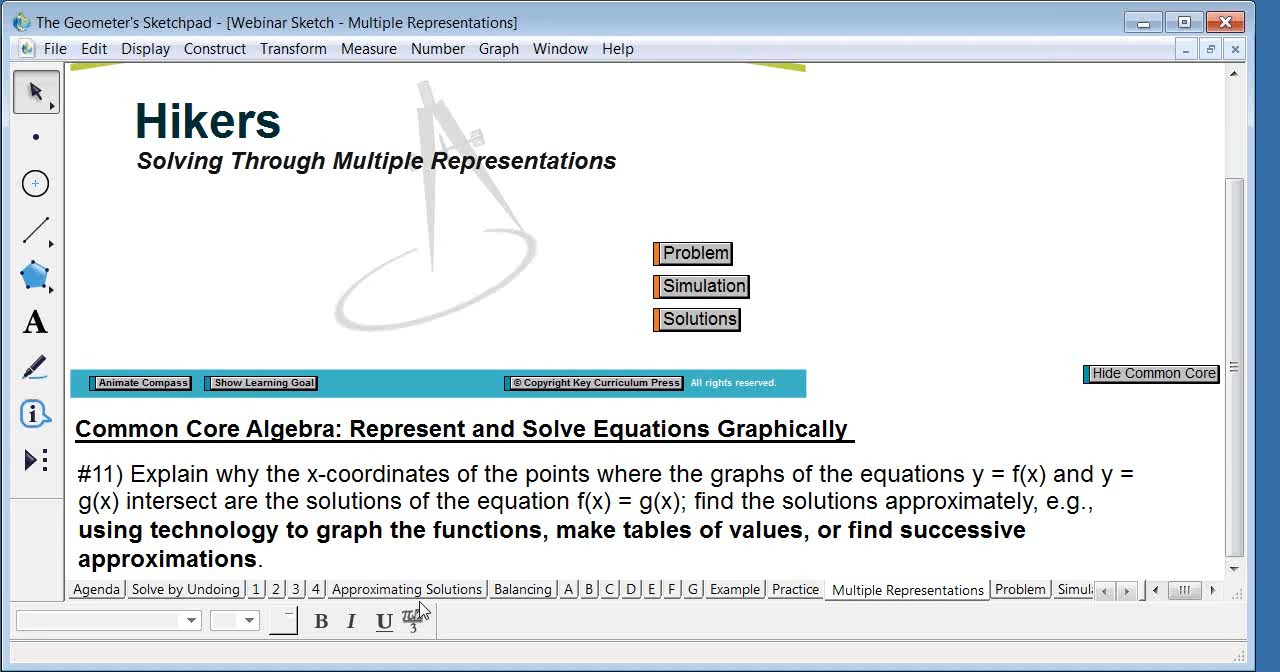 The Geometer's Sketchpad - [Webinar Sketch - Multiple Representations]
File Edit Display Construct Transform Measure Number Graph Window Help
Hikers
Solving Through Multiple Representations
Problem
Simulation
Solutions
Hide Common Core
Animate Compass Show Learning Goal © Copyright Key Curriculum Press All rights reserved.
Common Core Algebra: Represent and Solve Equations Graphically
#11) Explain why the x-coordinates of the points where the graphs of the equations y = f(x) and y =
g(x) intersect are the solutions of the equation f(x) = g(x); find the solutions approximately, e.g.,
using technology to graph the functions, make tables of values, or find successive
approximations.
Agenda Solve by Undoing 1 2 3 4 Approximating Solutions Balancing A B C D E F G Example Practice Multiple Representations Problem Simula
B I U